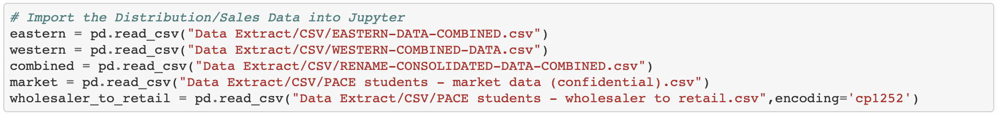 # Import the Distribution/Sales Data into Jupyter
eastern = pd.read_csv("Data Extract/CSV/EASTERN-DATA-COMBINED.csv")
western = pd.read_csv("Data Extract/CSV/WESTERN-COMBINED-DATA.csv")
combined = pd.read_csv("Data Extract/CSV/RENAME-CONSOLIDATED-DATA-COMBINED.csv")
market = pd.read_csv("Data Extract/CSV/PACE students - market data (confidential).csv")
wholesaler_to_retail = pd.read_csv("Data Extract/CSV/PACE students - wholesaler to retail.csv",encoding='cp1252')